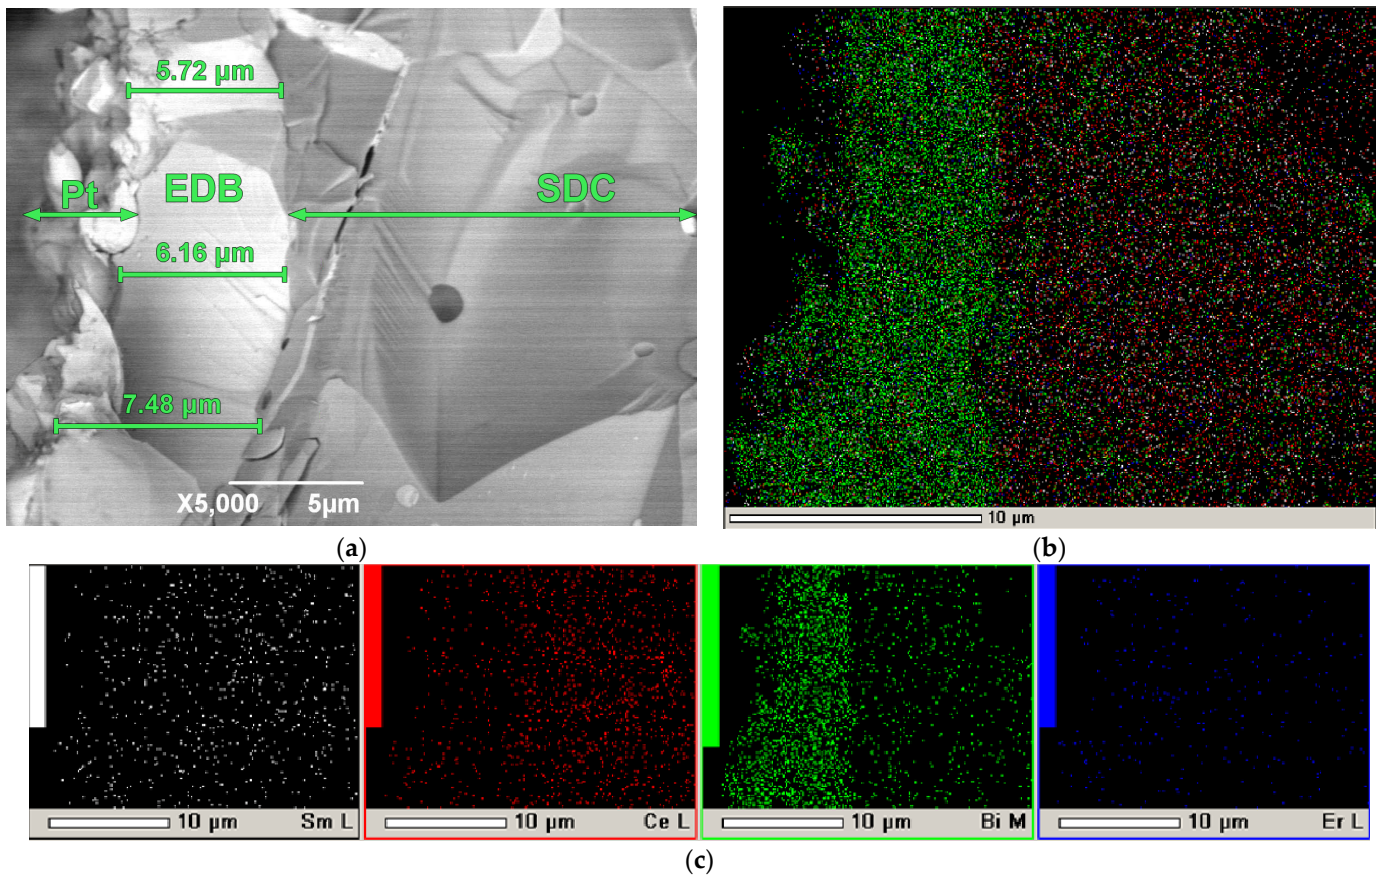 5.72 µm
Pt
EDB
SDC
6.16 µm
7.48 µm
X5,000 5µm
10 µm
(a)
(b)
10 µm Sm L
10 µm Ce L
10 µm Bi M
10 µm Er L
(c)